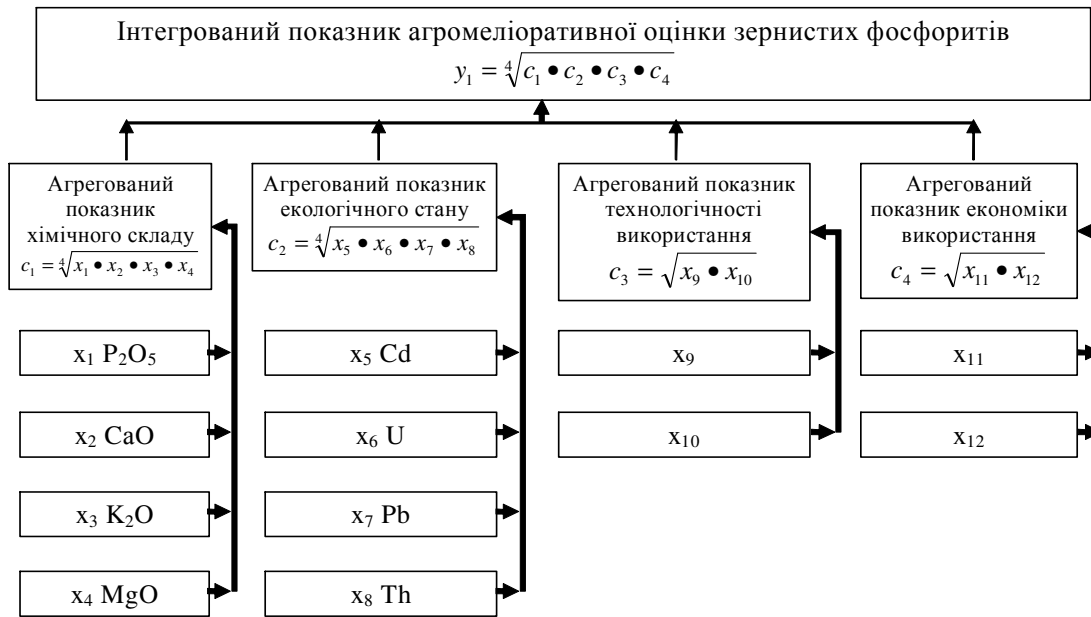 Інтегрований показник агромеліоративної оцінки зернистих фосфоритів
y₁ = ∜(c₁ • c₂ • c₃ • c₄)
Агрегований
показник
хімічного складу
c₁ = ∜(x₁ • x₂ • x₃ • x₄)
Агрегований показник
екологічного стану
c₂ = ∜(x₅ • x₆ • x₇ • x₈)
Агрегований показник
технологічності
використання
c₃ = √(x₉ • x₁₀)
Агрегований
показник економіки
використання
c₄ = √(x₁₁ • x₁₂)
x₁ P₂O₅
x₂ CaO
x₃ K₂O
x₄ MgO
x₅ Cd
x₆ U
x₇ Pb
x₈ Th
x₉
x₁₀
x₁₁
x₁₂